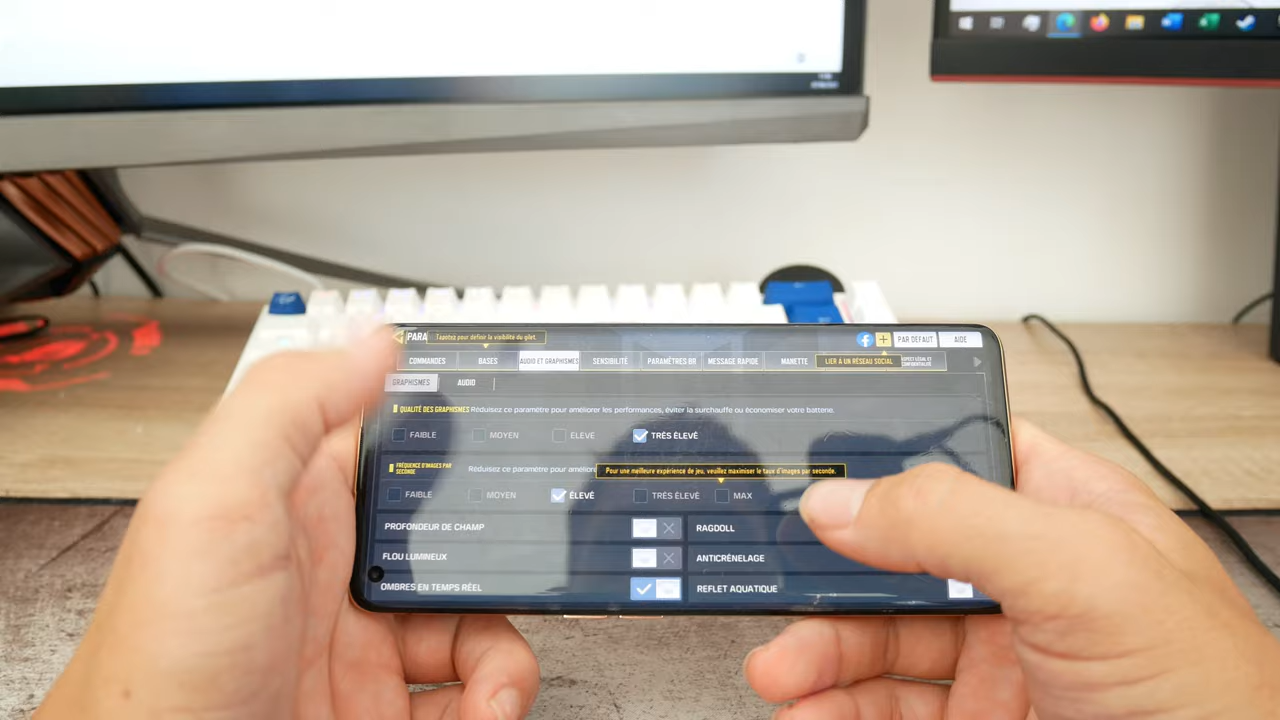 PARA
Tapotez pour définir la visibilité du gilet.
PAR DEFAUT
AIDE
COMMANDES
BASES
AUDIO ET GRAPHISMES
SENSIBILITÉ
PARAMÈTRES BR
MESSAGE RAPIDE
MANETTE
LIER A UN RESEAU SOCIAL
CONFIDENTIALITÉ
GRAPHISMES
AUDIO
QUALITÉ DES GRAPHISMES Réduisez ce paramètre pour améliorer les performances, éviter la surchauffe ou économiser votre batterie.
FAIBLE
MOYEN
ELEVE
TRÈS ÉLEVÉ
FRÉQUENCE D'IMAGES PAR
SECONDE
Réduisez ce paramètre pour amélior
Pour une meilleure expérience de jeu, veuillez maximiser le taux d'images par seconde.
FAIBLE
MOYEN
ÉLEVÉ
TRÈS ÉLEVÉ
MAX
PROFONDEUR DE CHAMP
RAGDOLL
FLOU LUMINEUX
ANTICRÉNELAGE
OMBRES EN TEMPS RÉEL
REFLET AQUATIQUE